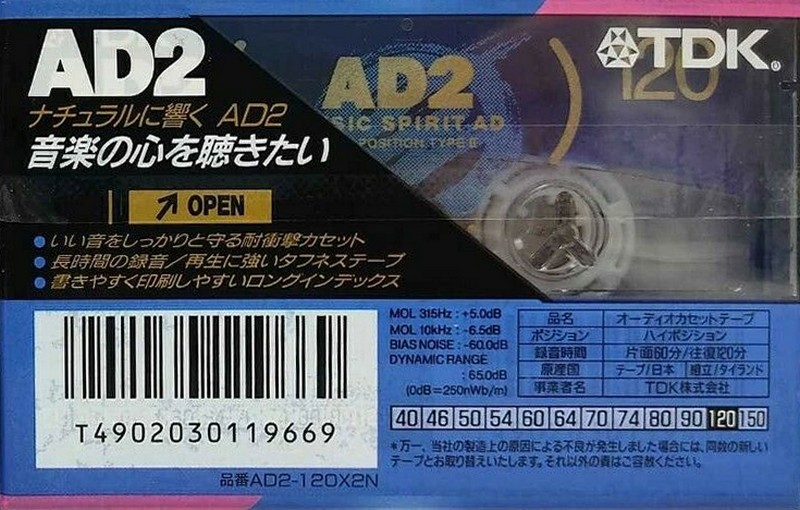 AD2
ナチュラルに響く AD2
音楽の心を聴きたい
OPEN
●いい音をしっかりと守る耐衝撃カセット
●長時間の録音/再生に強いタフネステープ
●書きやすく印刷しやすいロングインデックス
AD2
SIC SPIRIT AD
POSITION TYPE II
120
TDK
T4902030119669
品番AD2-120X2N
MOL 315Hz : +5.0dB
MOL 10kHz : -6.5dB
BIAS NOISE : -60.0dB
DYNAMIC RANGE
: 65.0dB
(0dB=250nWb/m)
品名 オーディオカセットテープ
ポジション ハイポジション
録音時間 片面60分/往復120分
原産国 テープ/日本 組立/タイランド
事業者名 TDK株式会社
40 46 50 54 60 64 70 74 80 90 120 150
*万一、当社の製造上の原因による不良が発生しました場合には、同数の新しい
テープとお取り替えいたします。それ以外の責はご容赦ください。